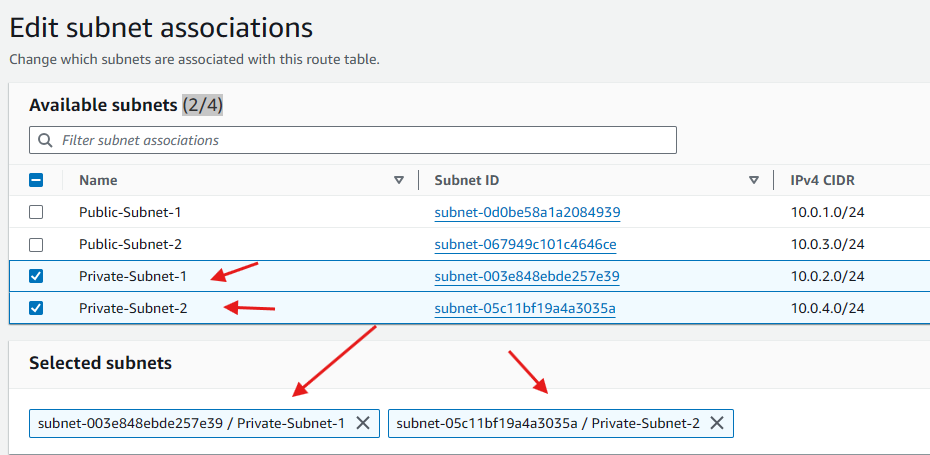 Edit subnet associations
Change which subnets are associated with this route table.
Available subnets (2/4)
Filter subnet associations
Name Subnet ID IPv4 CIDR
Public-Subnet-1 subnet-0d0be58a1a2084939 10.0.1.0/24
Public-Subnet-2 subnet-067949c101c4646ce 10.0.3.0/24
Private-Subnet-1 subnet-003e848ebde257e39 10.0.2.0/24
Private-Subnet-2 subnet-05c11bf19a4a3035a 10.0.4.0/24
Selected subnets
subnet-003e848ebde257e39 / Private-Subnet-1 subnet-05c11bf19a4a3035a / Private-Subnet-2